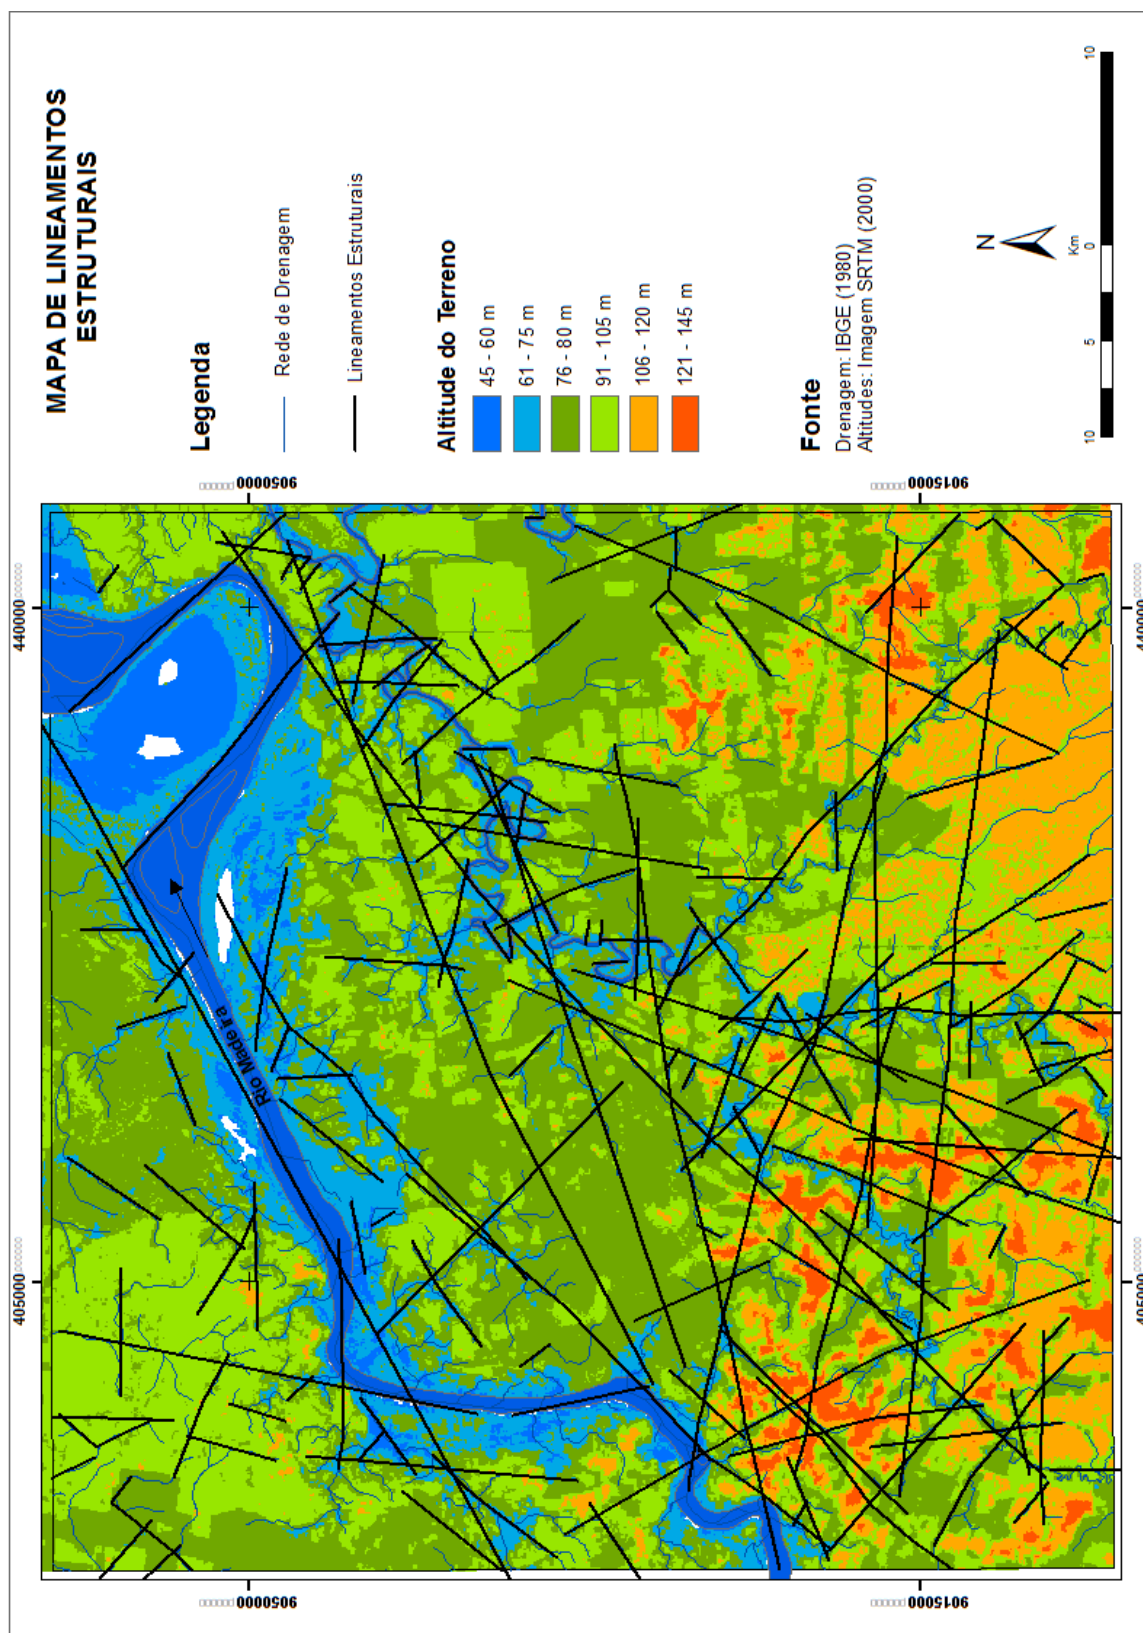 MAPA DE LINEAMENTOS
ESTRUTURAIS
Legenda
Rede de Drenagem
Lineamentos Estruturais
Altitude do Terreno
45 - 60 m
61 - 75 m
76 - 80 m
91 - 105 m
106 - 120 m
121 - 145 m
Fonte
Drenagem: IBGE (1980)
Altitudes: Imagem SRTM (2000)
N
Km
10 5 0 10
405000 440000
9050000 9050000
Rio Madeira
9015000 9015000
405000 440000